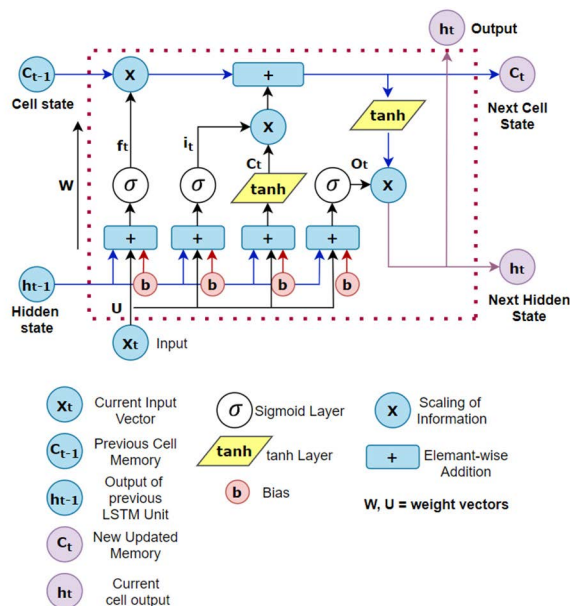 ht
Output
Ct-1
X
+
Ct
Cell state
Next Cell
State
tanh
ft
it
X
Ct
Ot
W
σ
σ
tanh
σ
X
+
+
+
+
ht-1
b
b
b
b
ht
Hidden
state
U
Next Hidden
State
Xt
Input
Xt
Current Input
Vector
σ
Sigmoid Layer
X
Scaling of
Information
Ct-1
Previous Cell
Memory
tanh
tanh Layer
+
Elemant-wise
Addition
ht-1
Output of
previous
LSTM Unit
b
Bias
W, U = weight vectors
Ct
New Updated
Memory
ht
Current
cell output